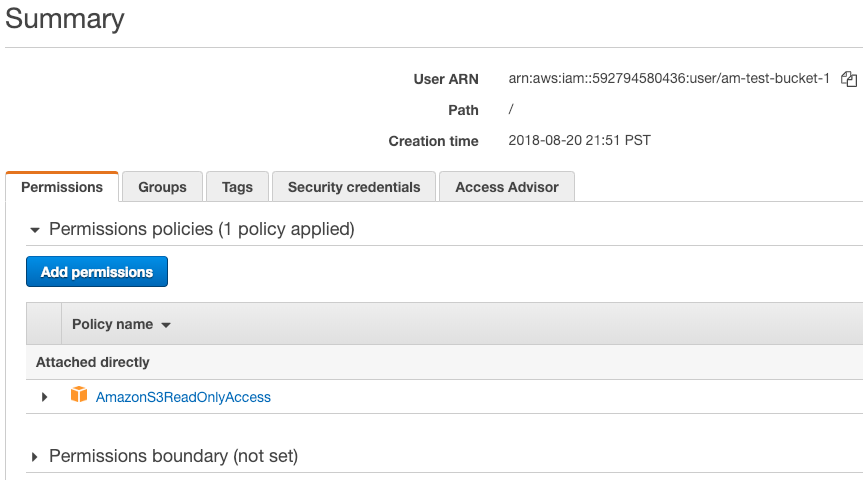 Summary
User ARN arn:aws:iam::592794580436:user/am-test-bucket-1
Path /
Creation time 2018-08-20 21:51 PST
Permissions Groups Tags Security credentials Access Advisor
Permissions policies (1 policy applied)
Add permissions
Policy name
Attached directly
AmazonS3ReadOnlyAccess
Permissions boundary (not set)